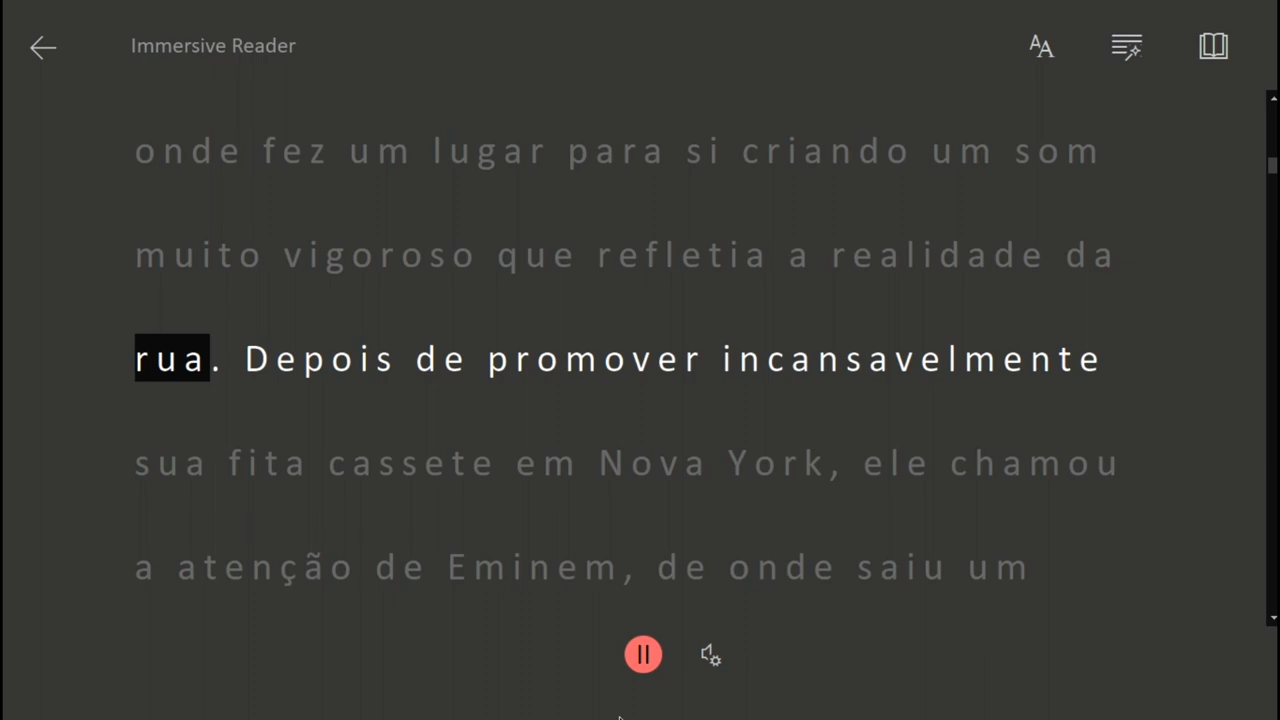 Immersive Reader
onde fez um lugar para si criando um som
muito vigoroso que refletia a realidade da
rua. Depois de promover incansavelmente
sua fita cassete em Nova York, ele chamou
a atenção de Eminem, de onde saiu um